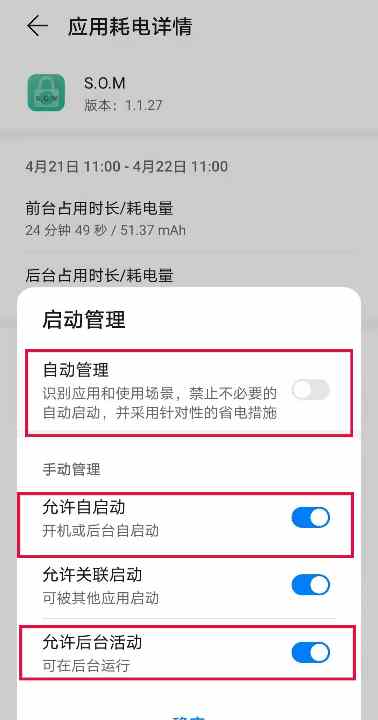 应用耗电详情
S.O.M
S.O.M
版本：1.1.27
4月21日 11:00 - 4月22日 11:00
前台占用时长/耗电量
24 分钟 49 秒 / 51.37 mAh
后台占用时长/耗电量
启动管理
自动管理
识别应用和使用场景，禁止不必要的
自动启动，并采用针对性的省电措施
手动管理
允许自启动
开机或后台自启动
允许关联启动
可被其他应用启动
允许后台活动
可在后台运行